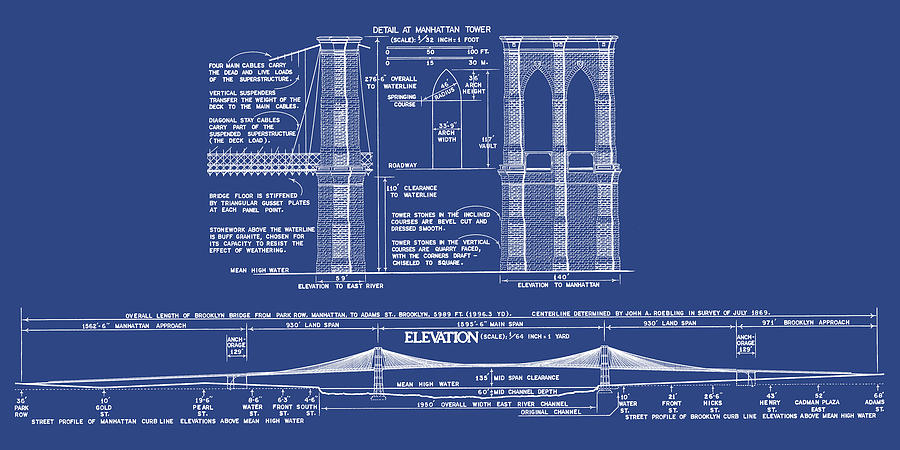 DETAIL AT MANHATTAN TOWER
(SCALE): 1/32 INCH = 1 FOOT
0 50 100 FT.
0 15 30 M-
FOUR MAIN CABLES CARRY
THE DEAD AND LIVE LOADS
OF THE SUPERSTRUCTURE.
VERTICAL SUSPENDERS
TRANSFER THE WEIGHT OF THE
DECK TO THE MAIN CABLES.
DIAGONAL STAY CABLES
CARRY PART OF THE
SUSPENDED SUPERSTRUCTURE
(THE DECK LOAD).
276'-6" OVERALL
TO WATERLINE
SPRINGING
COURSE
46'
RADIUS
36'
ARCH
HEIGHT
33'-9"
ARCH
WIDTH
117'
VAULT
ROADWAY
BRIDGE FLOOR IS STIFFENED
BY TRIANGULAR GUSSET PLATES
AT EACH PANEL POINT.
STONEWORK ABOVE THE WATERLINE
IS BUFF GRANITE, CHOSEN FOR
ITS CAPACITY TO RESIST THE
EFFECT OF WEATHERING.
110' CLEARANCE
TO WATERLINE
TOWER STONES IN THE INCLINED
COURSES ARE BEVEL CUT AND
DRESSED SMOOTH.
TOWER STONES IN THE VERTICAL
COURSES ARE QUARRY FACED,
WITH THE CORNERS DRAFT -
CHISELED TO SQUARE.
MEAN HIGH WATER
59'
ELEVATION TO EAST RIVER
140'
ELEVATION TO MANHATTAN
OVERALL LENGTH OF BROOKLYN BRIDGE FROM PARK ROW, MANHATTAN, TO ADAMS ST., BROOKLYN, 5989 FT. (1996.3 YD). CENTERLINE DETERMINED BY JOHN A. ROEBLING IN SURVEY OF JULY 1869.
1562'-6" MANHATTAN APPROACH 930' LAND SPAN 1595'-6" MAIN SPAN 930' LAND SPAN 971' BROOKLYN APPROACH
ELEVATION (SCALE): 1/64 INCH = 1 YARD
ANCH-
ORAGE
129'
ANCH-
ORAGE
129'
MEAN HIGH WATER
135' MID SPAN CLEARANCE
60' MID CHANNEL DEPTH
1950' OVERALL WIDTH EAST RIVER CHANNEL
ORIGINAL CHANNEL
36'
PARK
ROW
10'
GOLD
ST.
19'-6"
PEARL
ST.
8'-6"
WATER
ST.
6'-3"
FRONT
ST.
4'-6"
SOUTH
ST.
STREET PROFILE OF MANHATTAN CURB LINE ELEVATIONS ABOVE MEAN HIGH WATER
10'
WATER
ST.
21'
FRONT
ST.
26'-6"
HICKS
ST.
43'
HENRY
ST.
52'
CADMAN PLAZA
EAST
68'
ADAMS
ST.
STREET PROFILE OF BROOKLYN CURB LINE ELEVATIONS ABOVE MEAN HIGH WATER